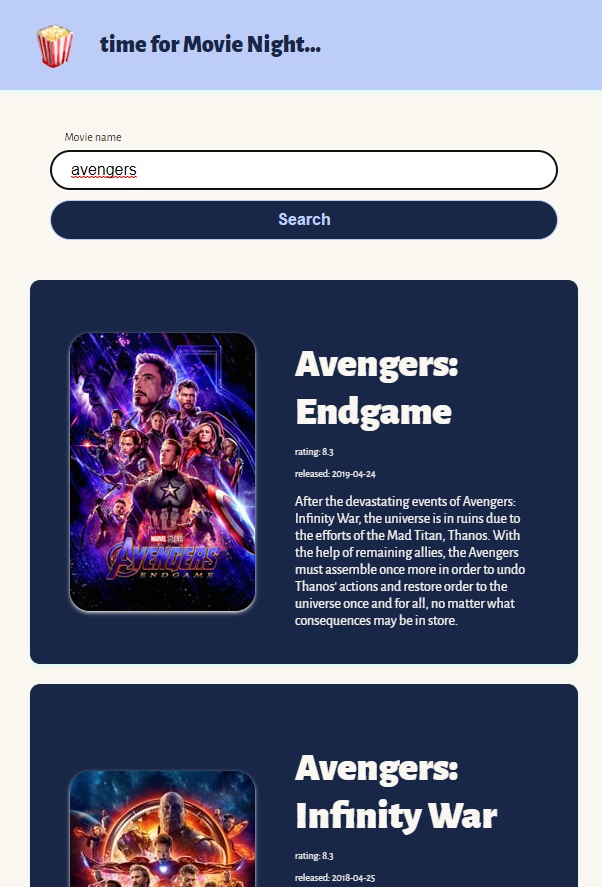 time for Movie Night...
Movie name
avengers
Search
MARVEL STUDIOS
AVENGERS
ENDGAME
Avengers:
Endgame
rating: 8.3
released: 2019-04-24
After the devastating events of Avengers:
Infinity War, the universe is in ruins due to
the efforts of the Mad Titan, Thanos. With
the help of remaining allies, the Avengers
must assemble once more in order to undo
Thanos' actions and restore order to the
universe once and for all, no matter what
consequences may be in store.
Avengers:
Infinity War
rating: 8.3
released: 2018-04-25